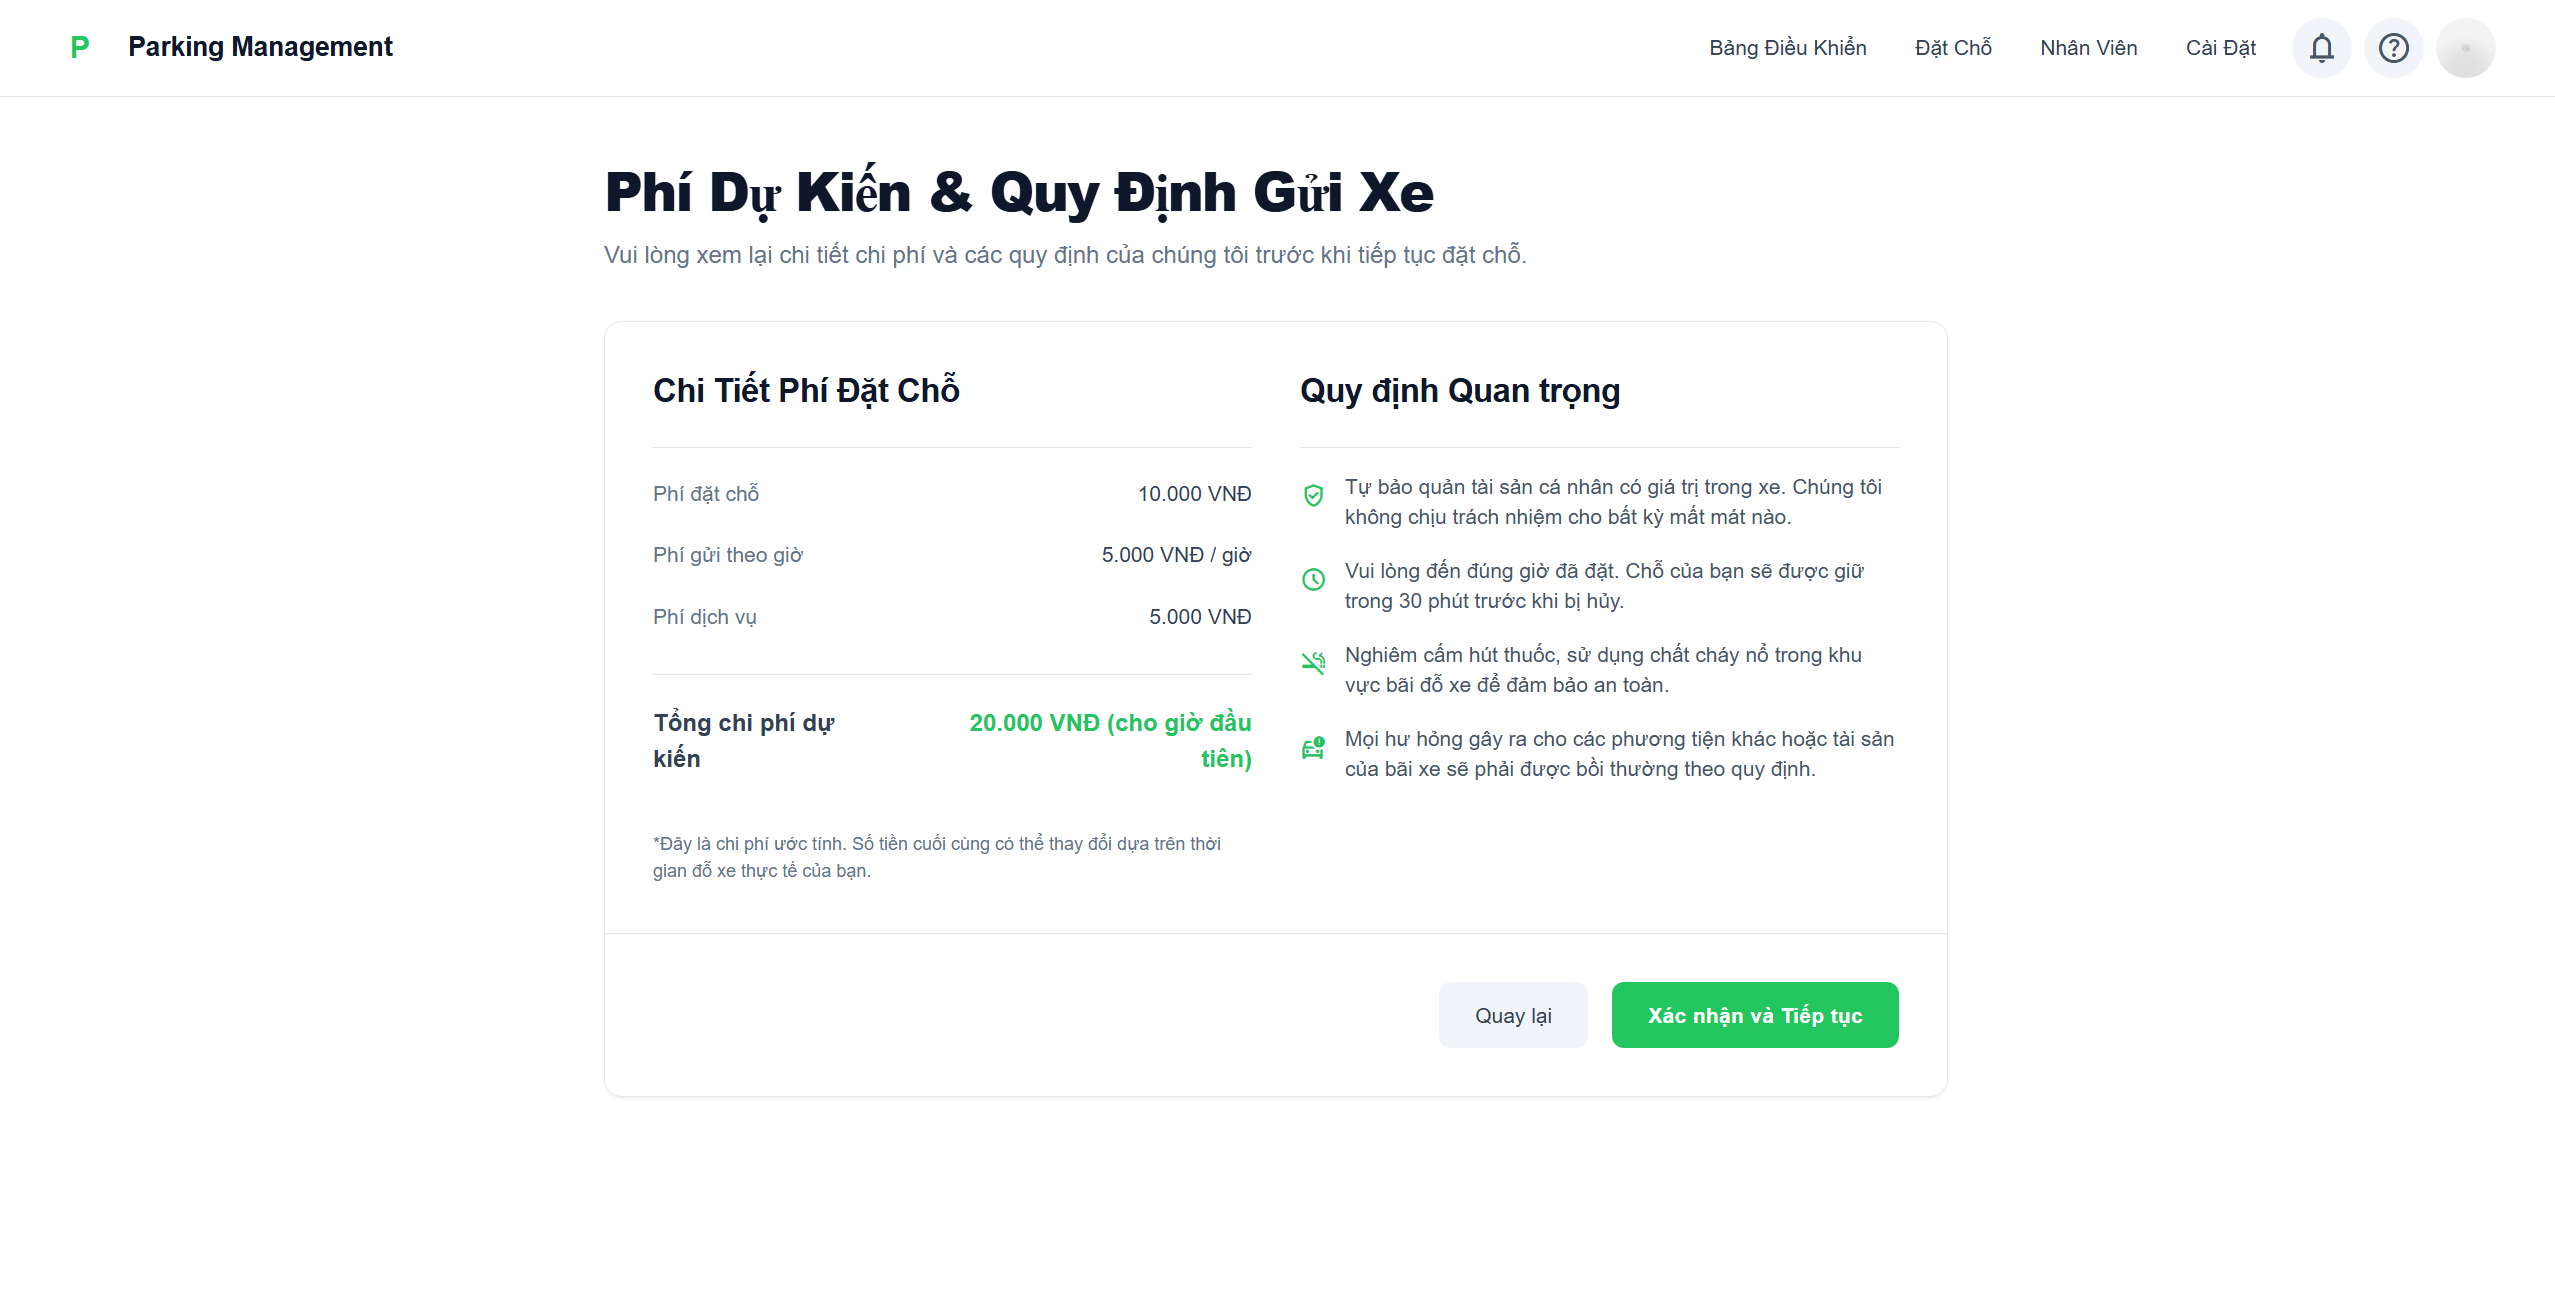 P
Parking Management
Bảng Điều Khiển
Đặt Chỗ
Nhân Viên
Cài Đặt
Phí Dự Kiến & Quy Định Gửi Xe
Vui lòng xem lại chi tiết chi phí và các quy định của chúng tôi trước khi tiếp tục đặt chỗ.
Chi Tiết Phí Đặt Chỗ
Phí đặt chỗ
10.000 VNĐ
Phí gửi theo giờ
5.000 VNĐ / giờ
Phí dịch vụ
5.000 VNĐ
Tổng chi phí dự
kiến
20.000 VNĐ (cho giờ đầu
tiên)
*Đây là chi phí ước tính. Số tiền cuối cùng có thể thay đổi dựa trên thời
gian đỗ xe thực tế của bạn.
Quy định Quan trọng
Tự bảo quản tài sản cá nhân có giá trị trong xe. Chúng tôi
không chịu trách nhiệm cho bất kỳ mất mát nào.
Vui lòng đến đúng giờ đã đặt. Chỗ của bạn sẽ được giữ
trong 30 phút trước khi bị hủy.
Nghiêm cấm hút thuốc, sử dụng chất cháy nổ trong khu
vực bãi đỗ xe để đảm bảo an toàn.
Mọi hư hỏng gây ra cho các phương tiện khác hoặc tài sản
của bãi xe sẽ phải được bồi thường theo quy định.
Quay lại
Xác nhận và Tiếp tục